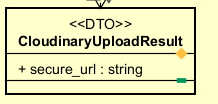 <<DTO>>
CloudinaryUploadResult
+ secure_url : string